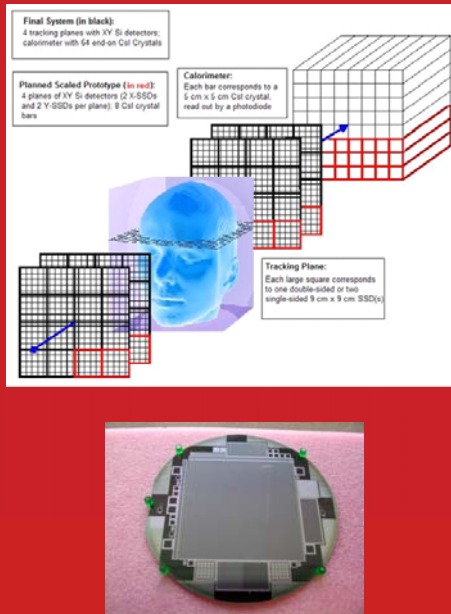 Final System (in black):
4 tracking planes with XY Si detectors;
calorimeter with 64 end-on CsI Crystals
Planned Scaled Prototype (in red):
4 planes of XY Si detectors (2 X-SSDs
and 2 Y-SSDs per plane); 8 CsI crystal
bars
Calorimeter:
Each bar corresponds to a
5 cm x 5 cm CsI crystal,
read out by a photodiode
Tracking Plane:
Each large square corresponds
to one double-sided or two
single-sided 9 cm x 9 cm SSD(s)